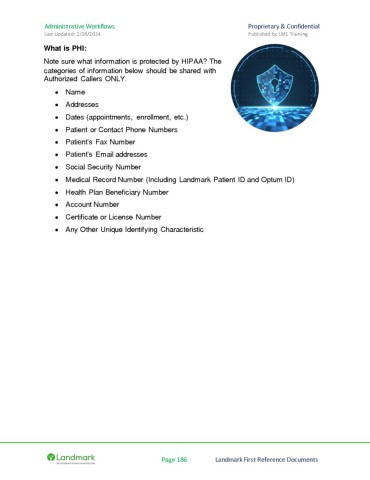 Administrative Workflows Proprietary & Confidential
Last Updated: 2/28/2024 Published by LMS Training
What is PHI:
Note sure what information is protected by HIPAA? The
categories of information below should be shared with
Authorized Callers ONLY.
• Name
• Addresses
• Dates (appointments, enrollment, etc.)
• Patient or Contact Phone Numbers
• Patient's Fax Number
• Patient's Email addresses
• Social Security Number
• Medical Record Number (Including Landmark Patient ID and Optum ID)
• Health Plan Beneficiary Number
• Account Number
• Certificate or License Number
• Any Other Unique Identifying Characteristic
Landmark
Page 186 Landmark First Reference Documents